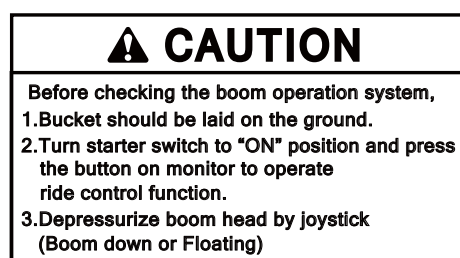 CAUTION
Before checking the boom operation system,
1.Bucket should be laid on the ground.
2.Turn starter switch to “ON” position and press
the button on monitor to operate
ride control function.
3.Depressurize boom head by joystick
(Boom down or Floating)